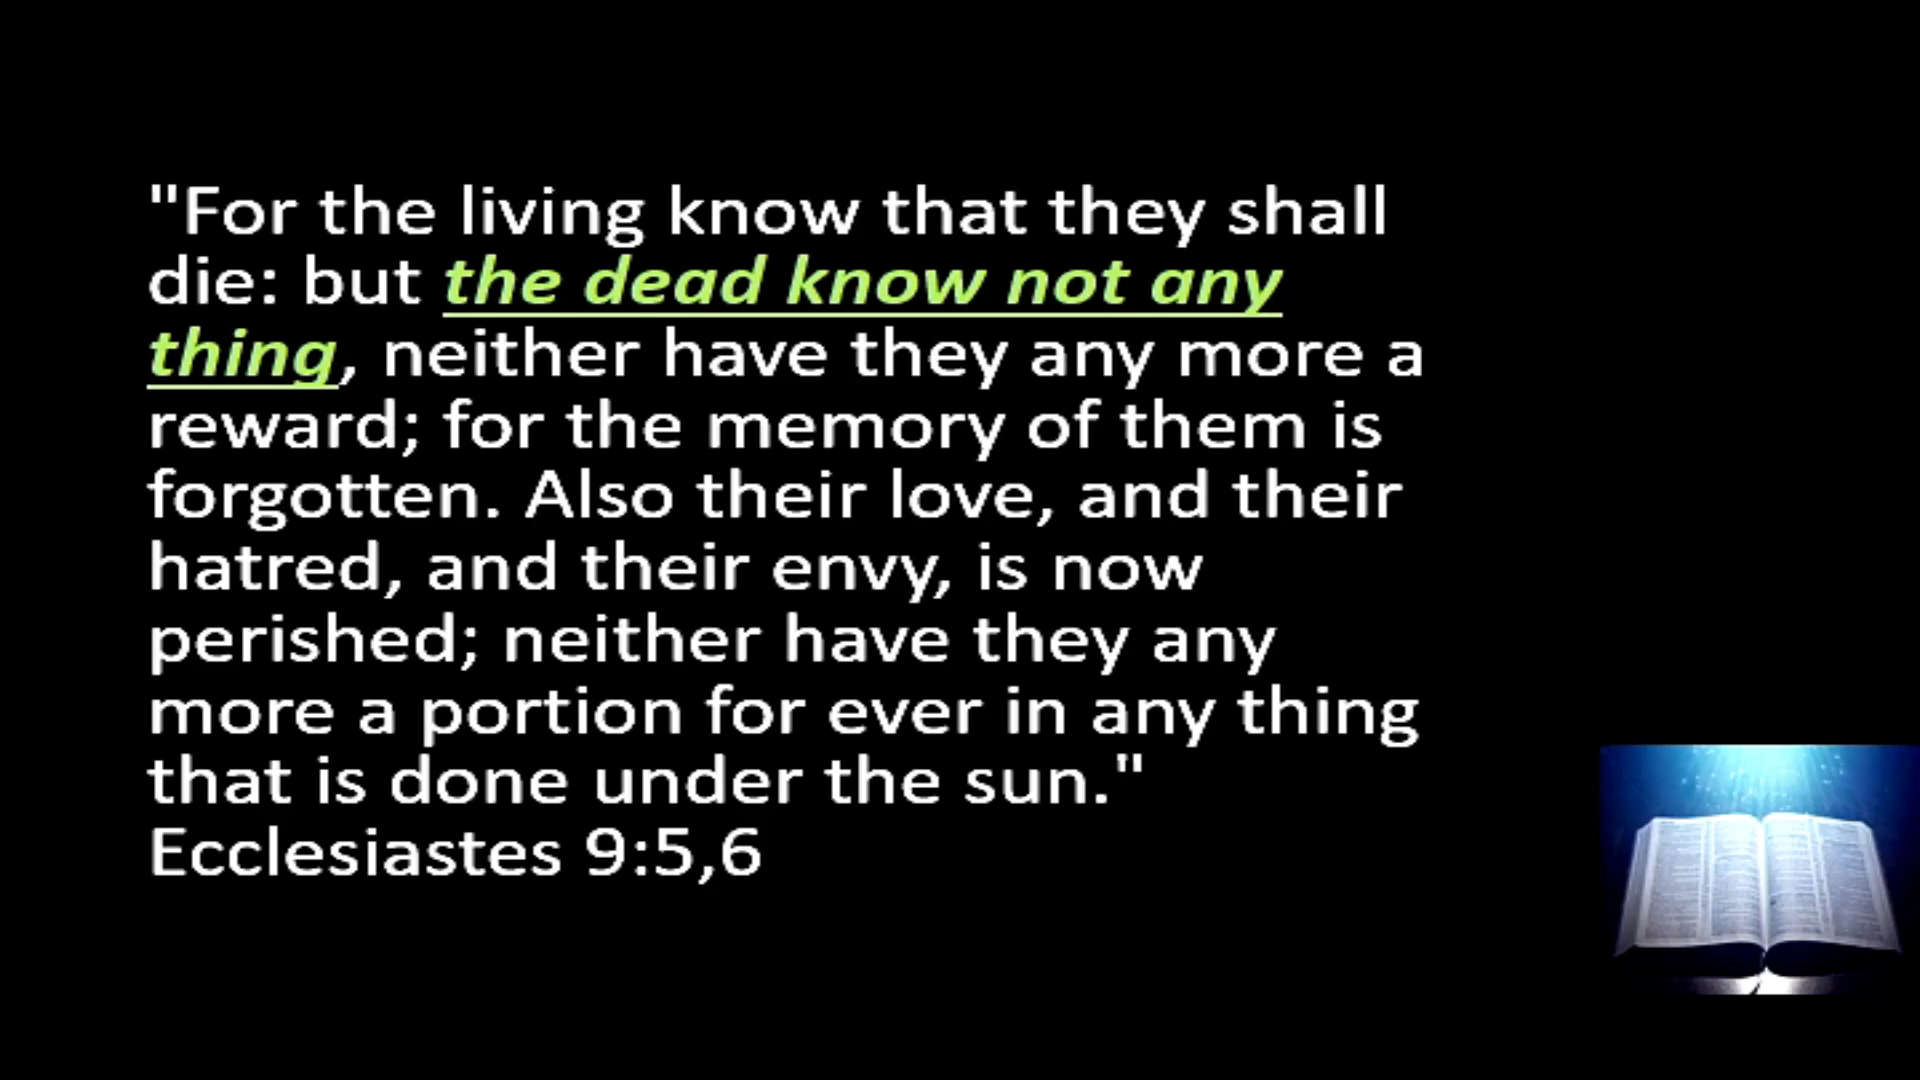 "For the living know that they shall
die: but the dead know not any
thing, neither have they any more a
reward; for the memory of them is
forgotten. Also their love, and their
hatred, and their envy, is now
perished; neither have they any
more a portion for ever in any thing
that is done under the sun."
Ecclesiastes 9:5,6